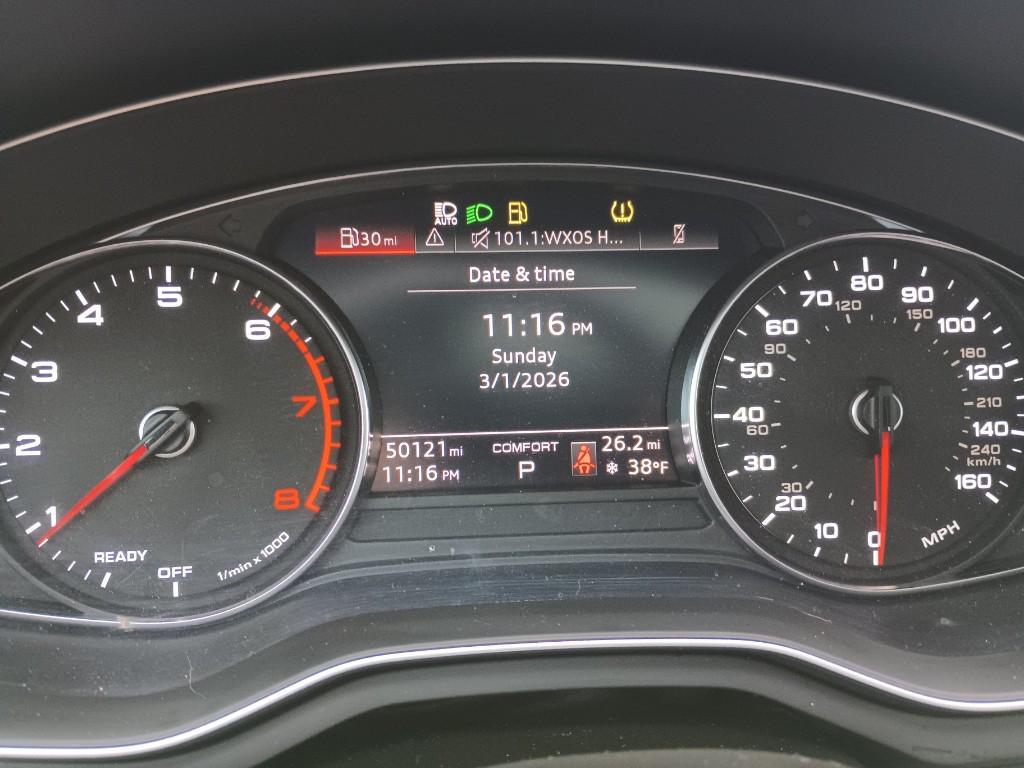 AUTO
30 mi
101.1:WXOS H...
Date & time
11:16 PM
Sunday
3/1/2026
50121 mi
COMFORT
26.2 mi
11:16 PM
P
38°F
1
2
3
4
5
6
7
8
READY
OFF
1/min x 1000
0
10
20
30
40
50
60
70
80
90
100
120
140
160
30
60
90
120
150
180
210
240
km/h
MPH